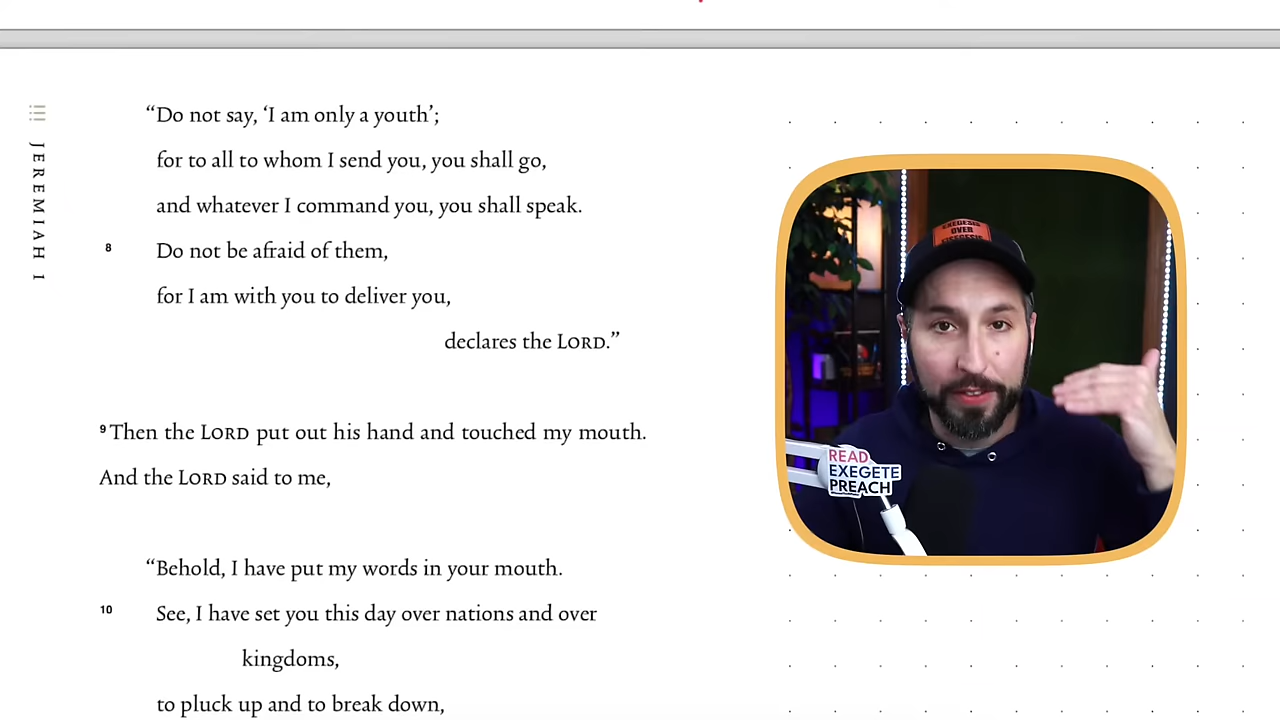 “Do not say, ‘I am only a youth’;
for to all to whom I send you, you shall go,
and whatever I command you, you shall speak.
8 Do not be afraid of them,
for I am with you to deliver you,
declares the LORD.”
9 Then the LORD put out his hand and touched my mouth.
And the LORD said to me,
“Behold, I have put my words in your mouth.
10 See, I have set you this day over nations and over
kingdoms,
to pluck up and to break down,
JEREMIAH 1
EXEGESIS
OVER
EISEGESIS
READ
EXEGETE
PREACH